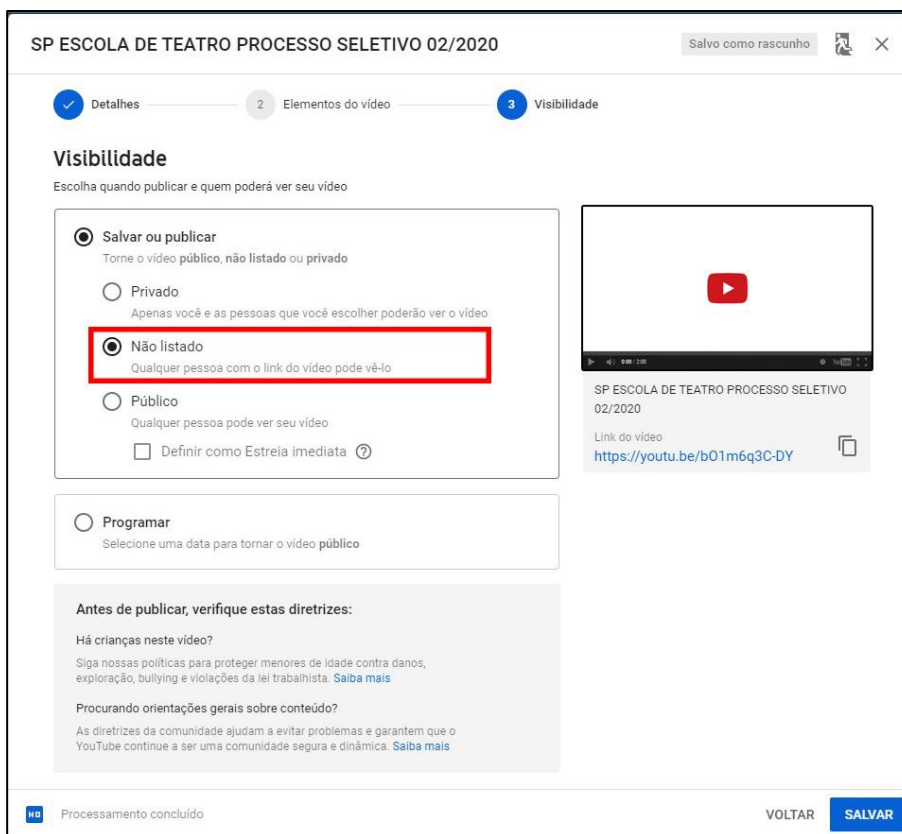 SP ESCOLA DE TEATRO PROCESSO SELETIVO 02/2020
Salvo como rascunho
Detalhes
2 Elementos do vídeo
3 Visibilidade
Visibilidade
Escolha quando publicar e quem poderá ver seu vídeo
Salvar ou publicar
Torne o vídeo público, não listado ou privado
Privado
Apenas você e as pessoas que você escolher poderão ver o vídeo
Não listado
Qualquer pessoa com o link do vídeo pode vê-lo
Público
Qualquer pessoa pode ver seu vídeo
Definir como Estreia imediata ?
Programar
Selecione uma data para tornar o vídeo público
Antes de publicar, verifique estas diretrizes:
Há crianças neste vídeo?
Siga nossas políticas para proteger menores de idade contra danos,
exploração, bullying e violações da lei trabalhista. Saiba mais
Procurando orientações gerais sobre conteúdo?
As diretrizes da comunidade ajudam a evitar problemas e garantem que o
YouTube continue a ser uma comunidade segura e dinâmica. Saiba mais
0:00 / 2:00
YouTube
SP ESCOLA DE TEATRO PROCESSO SELETIVO
02/2020
Link do vídeo
https://youtu.be/bO1m6q3C-DY
HD Processamento concluído
VOLTAR
SALVAR